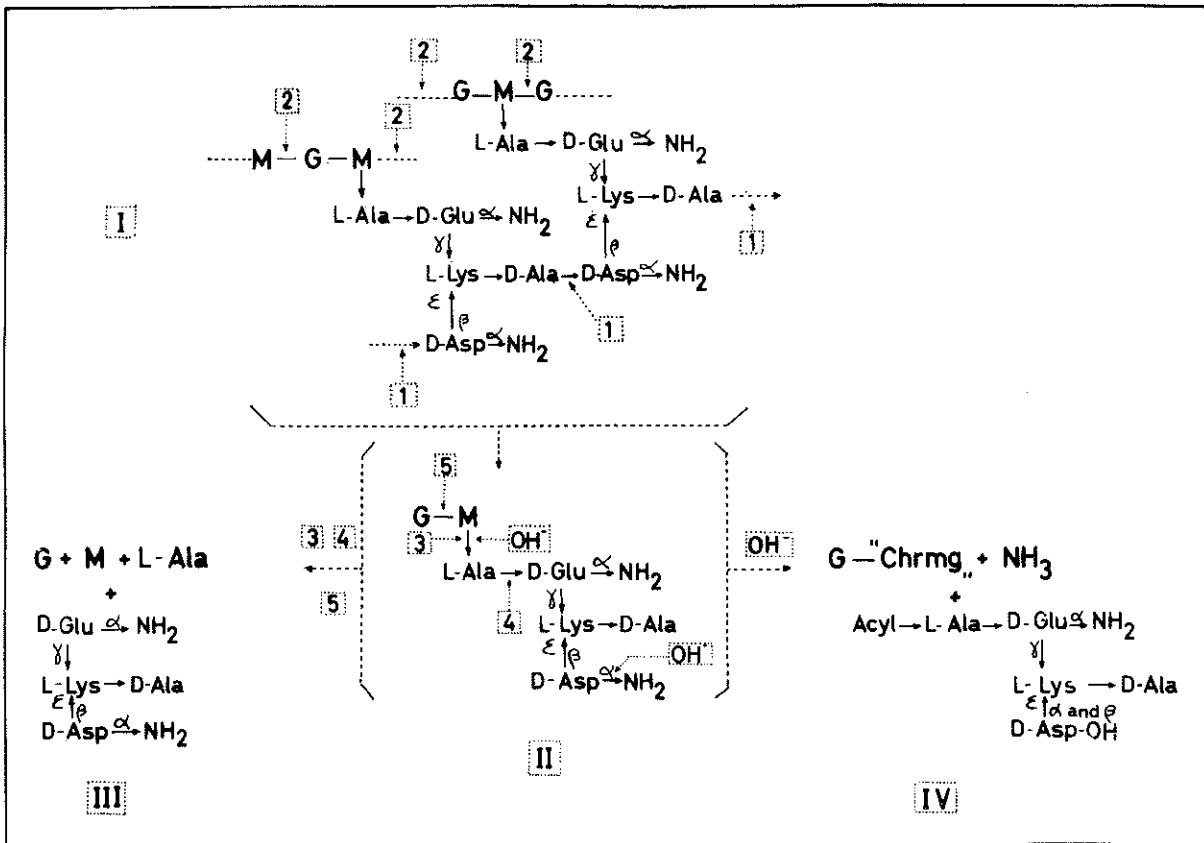 2 2
G—M—G
2 2
L-Ala→D-Glu α→NH2
M—G—M
γ
L-Lys→D-Ala
I
L-Ala→D-Glu α→NH2
ε
1
γ
β
L-Lys→D-Ala→D-Asp α→NH2
ε
β
1
D-Asp α→NH2
1
5
G—M
3 4
3 OH-
OH-
G + M + L-Ala
G—"Chrmg„ + NH3
L-Ala→D-Glu α→NH2
+
+
5
γ
D-Glu α→NH2
4
L-Lys→D-Ala
Acyl→L-Ala→D-Glu α→NH2
γ
ε
γ
L-Lys→D-Ala
β
OH-
L-Lys→D-Ala
ε
D-Asp α→NH2
ε α and β
β
D-Asp-OH
D-Asp α→NH2
II
III
IV